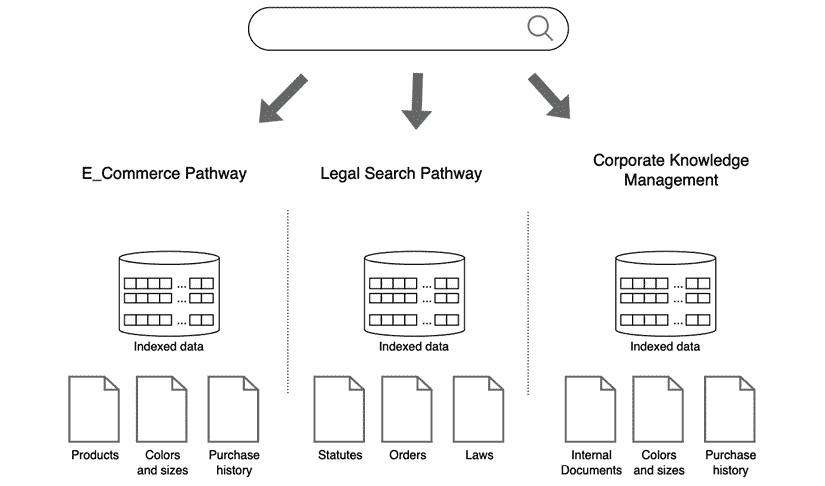 E_Commerce Pathway
Legal Search Pathway
Corporate Knowledge
Management
... 
...
...
Indexed data
...
...
...
Indexed data
...
...
...
Indexed data
Products
Colors
and sizes
Purchase
history
Statutes
Orders
Laws
Internal
Documents
Colors
and sizes
Purchase
history